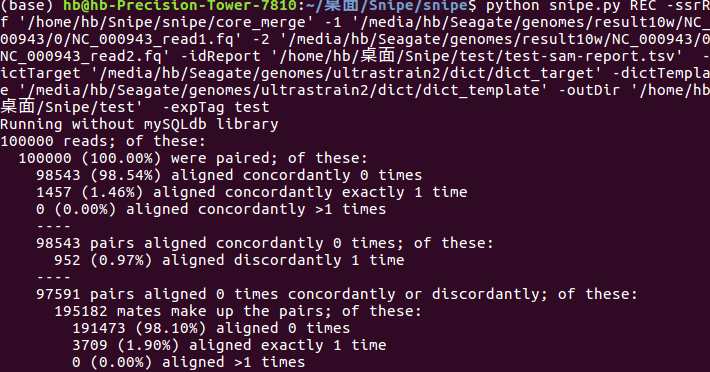 (base) hb@hb-Precision-Tower-7810:~/桌面/Snipe/snipe$ python snipe.py REC -ssrR
f '/home/hb/Snipe/snipe/core_merge' -1 '/media/hb/Seagate/genomes/result10w/NC_
000943/0/NC_000943_read1.fq' -2 '/media/hb/Seagate/genomes/result10w/NC_000943/0
NC_000943_read2.fq' -idReport '/home/hb/桌面/Snipe/test/test-sam-report.tsv'  -
ictTarget '/media/hb/Seagate/genomes/ultrastrain2/dict/dict_target' -dictTempla
e '/media/hb/Seagate/genomes/ultrastrain2/dict/dict_template' -outDir '/home/hb
桌面/Snipe/test'  -expTag test
Running without mySQLdb library
100000 reads; of these:
  100000 (100.00%) were paired; of these:
    98543 (98.54%) aligned concordantly 0 times
    1457 (1.46%) aligned concordantly exactly 1 time
    0 (0.00%) aligned concordantly >1 times
    ----
    98543 pairs aligned concordantly 0 times; of these:
      952 (0.97%) aligned discordantly 1 time
    ----
    97591 pairs aligned 0 times concordantly or discordantly; of these:
      195182 mates make up the pairs; of these:
        191473 (98.10%) aligned 0 times
        3709 (1.90%) aligned exactly 1 time
        0 (0.00%) aligned >1 times